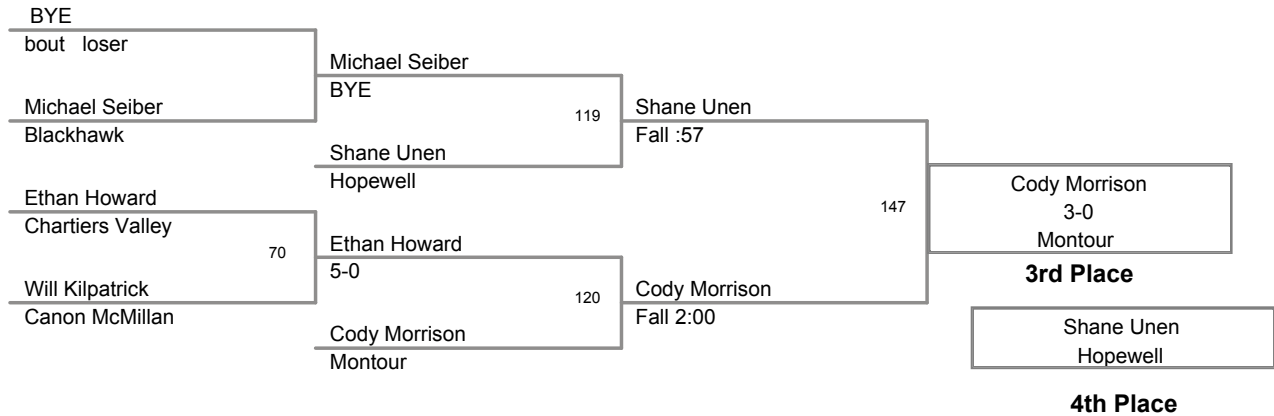 BYE
bout loser
Michael Seiber
Blackhawk
Ethan Howard
Chartiers Valley
70
Will Kilpatrick
Canon McMillan
Michael Seiber
BYE
119
Shane Unen
Hopewell
Ethan Howard
5-0
120
Cody Morrison
Montour
Shane Unen
Fall :57
147
Cody Morrison
Fall 2:00
Cody Morrison
3-0
Montour
3rd Place
Shane Unen
Hopewell
4th Place